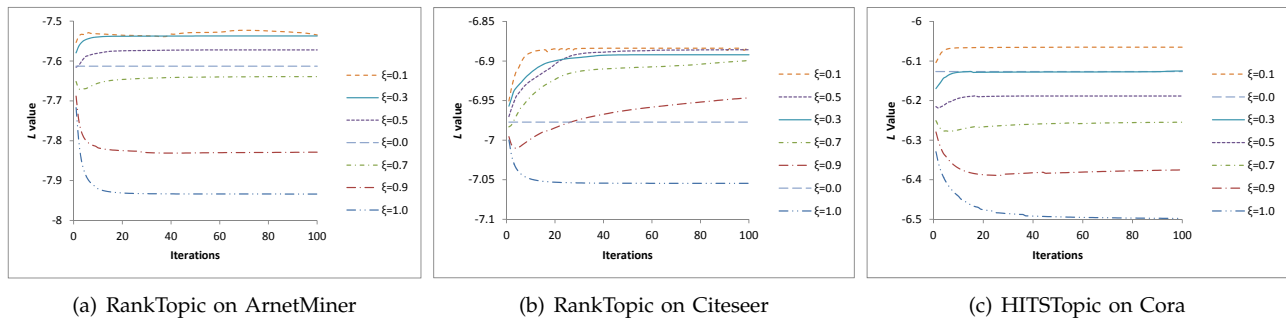 -7.5
-7.6
-7.7
-7.8
-7.9
-8
L value
0 20 40 60 80 100
Iterations
ξ=0.1
ξ=0.3
ξ=0.5
ξ=0.0
ξ=0.7
ξ=0.9
ξ=1.0
(a) RankTopic on ArnetMiner
-6.85
-6.9
-6.95
-7
-7.05
-7.1
L value
0 20 40 60 80 100
Iterations
ξ=0.1
ξ=0.5
ξ=0.3
ξ=0.7
ξ=0.9
ξ=0.0
ξ=1.0
(b) RankTopic on Citeseer
-6
-6.1
-6.2
-6.3
-6.4
-6.5
L Value
0 20 40 60 80 100
Iterations
ξ=0.1
ξ=0.0
ξ=0.3
ξ=0.5
ξ=0.7
ξ=0.9
ξ=1.0
(c) HITSTopic on Cora